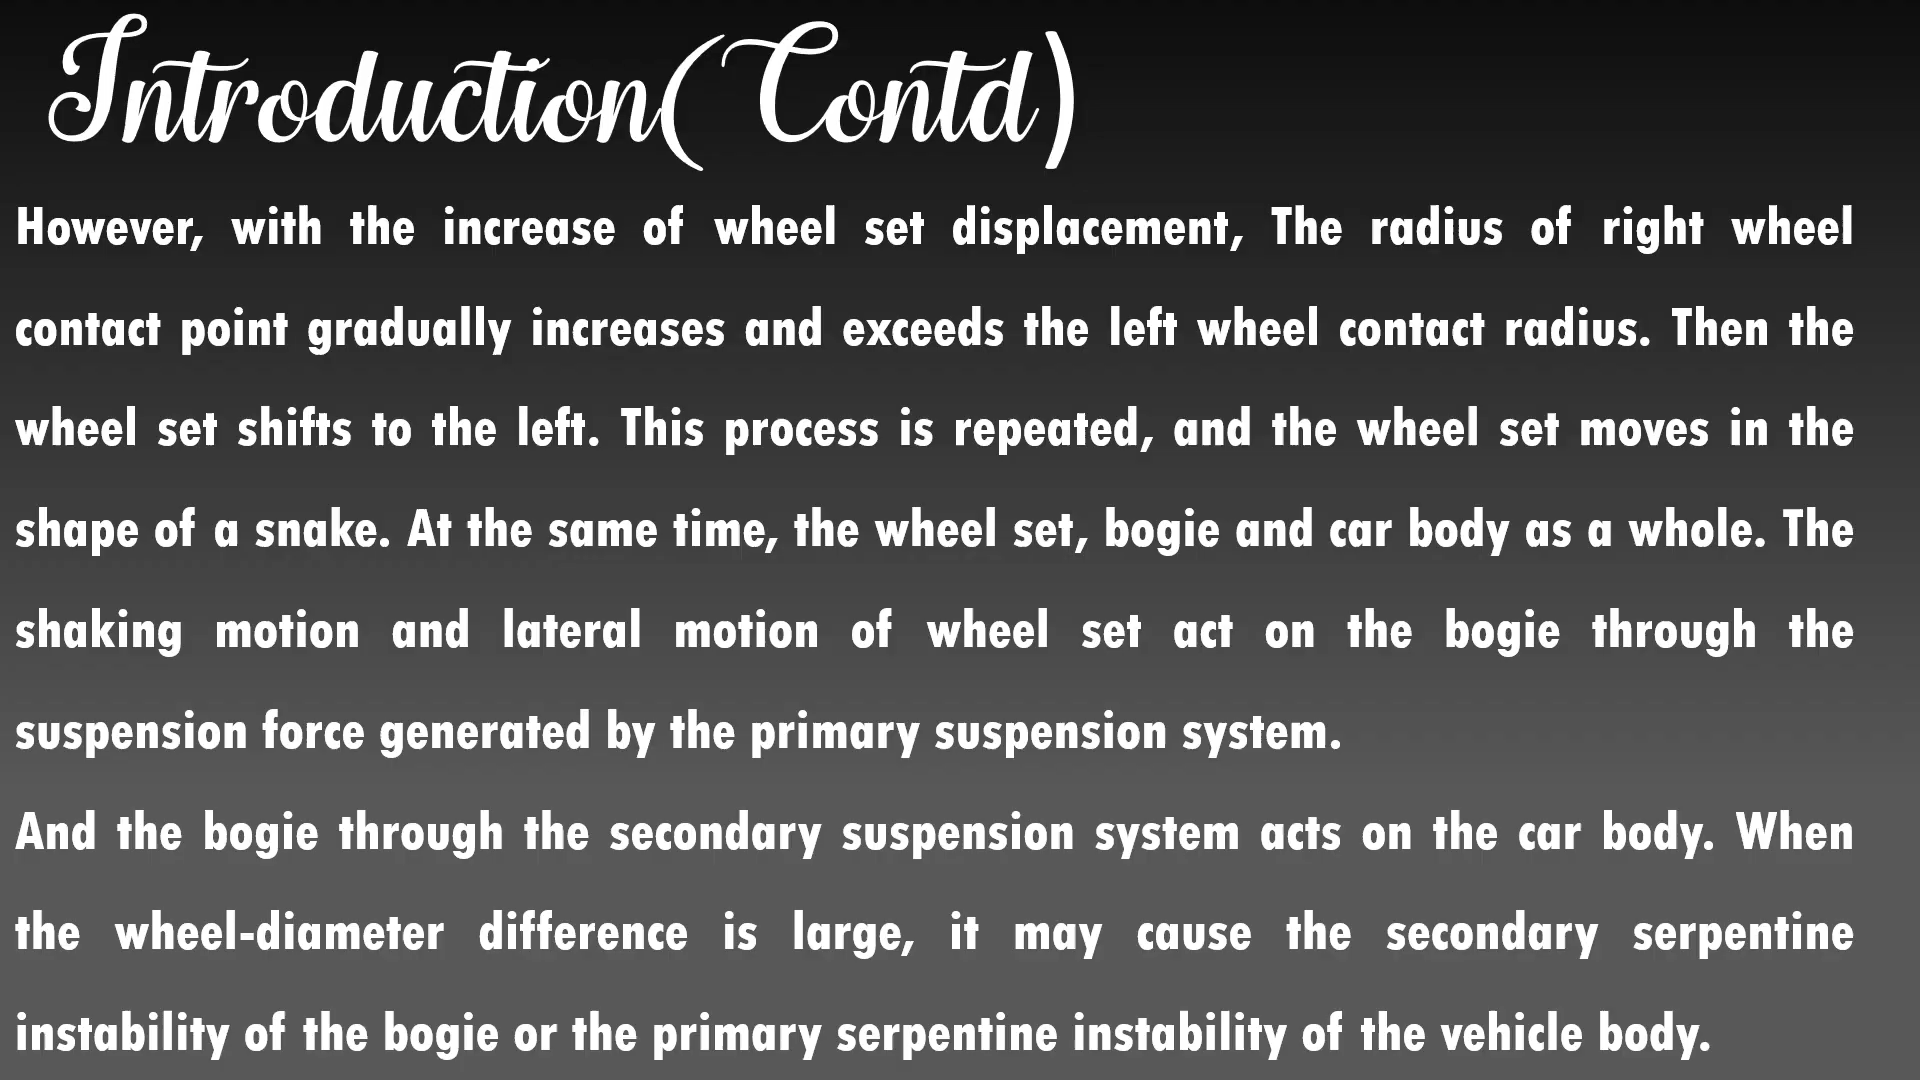 Introduction(Contd)
However, with the increase of wheel set displacement, The radius of right wheel
contact point gradually increases and exceeds the left wheel contact radius. Then the
wheel set shifts to the left. This process is repeated, and the wheel set moves in the
shape of a snake. At the same time, the wheel set, bogie and car body as a whole. The
shaking motion and lateral motion of wheel set act on the bogie through the
suspension force generated by the primary suspension system.
And the bogie through the secondary suspension system acts on the car body. When
the wheel-diameter difference is large, it may cause the secondary serpentine
instability of the bogie or the primary serpentine instability of the vehicle body.